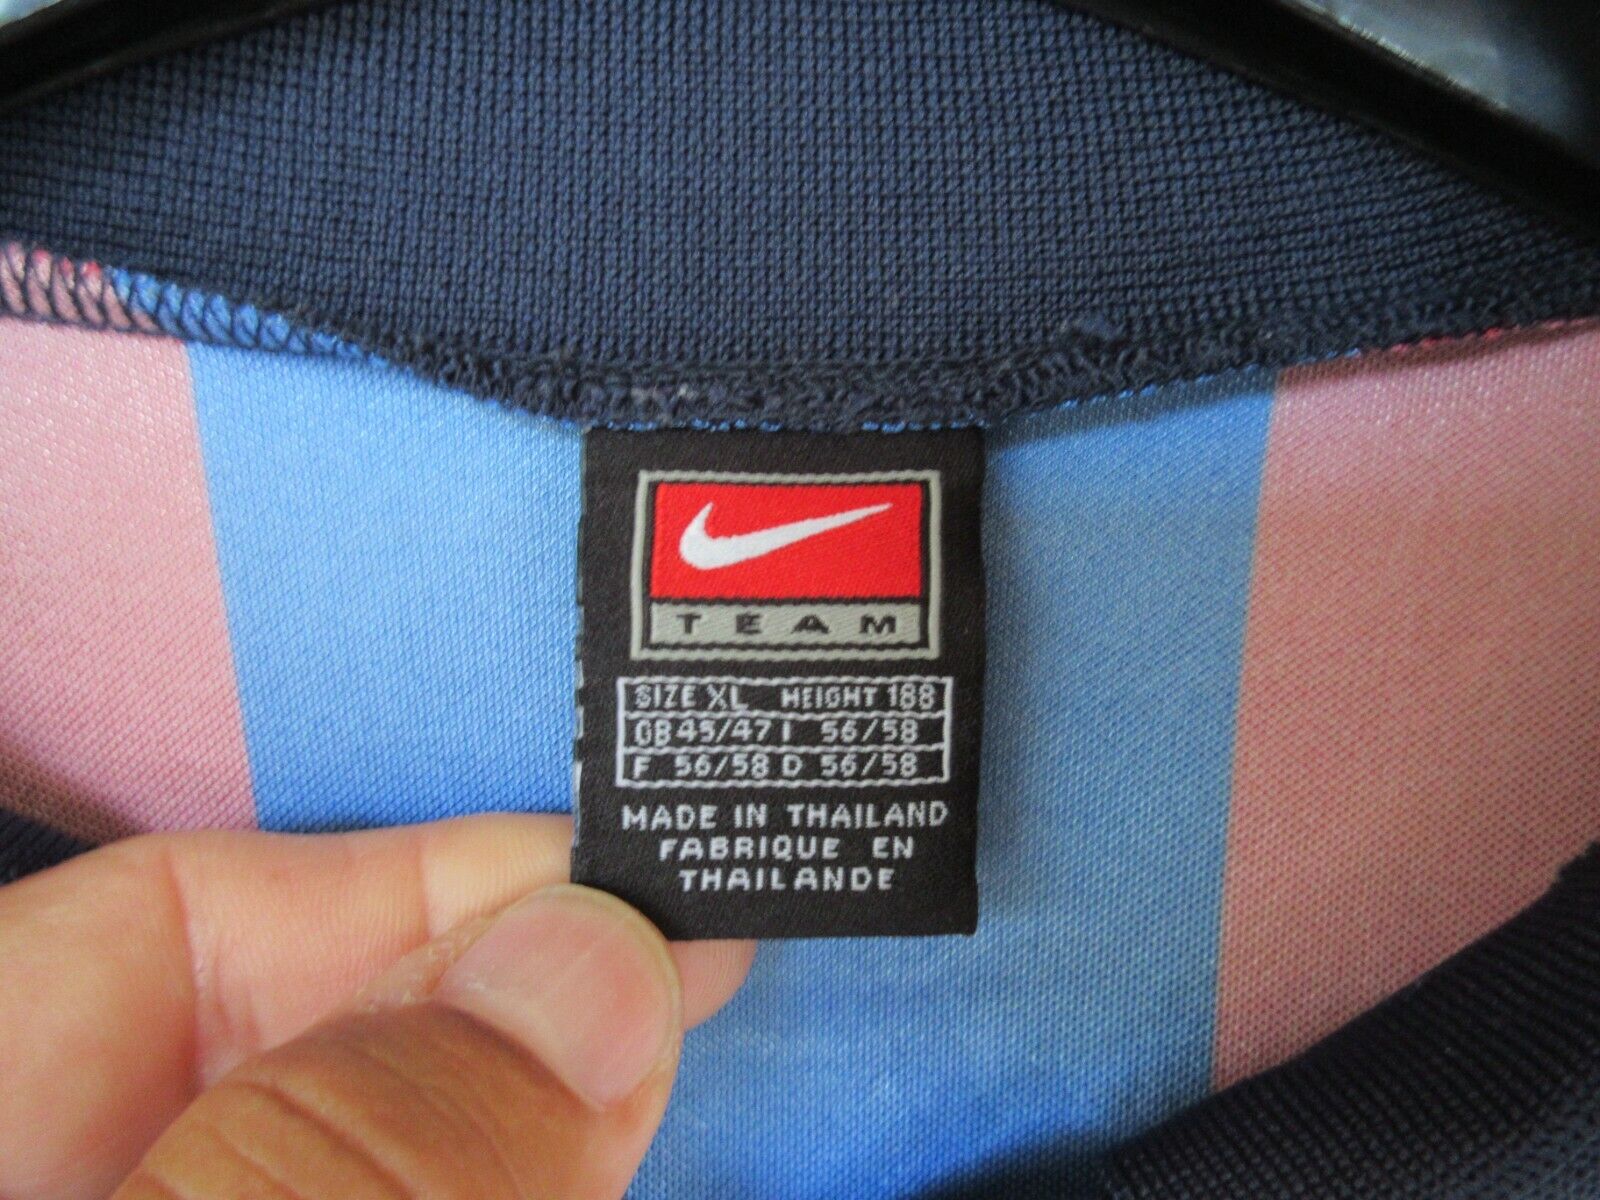 TEAM
SIZE XL HEIGHT 188
GB 45/47 I 56/58
F 56/58 D 56/58
MADE IN THAILAND
FABRIQUE EN
THAILANDE